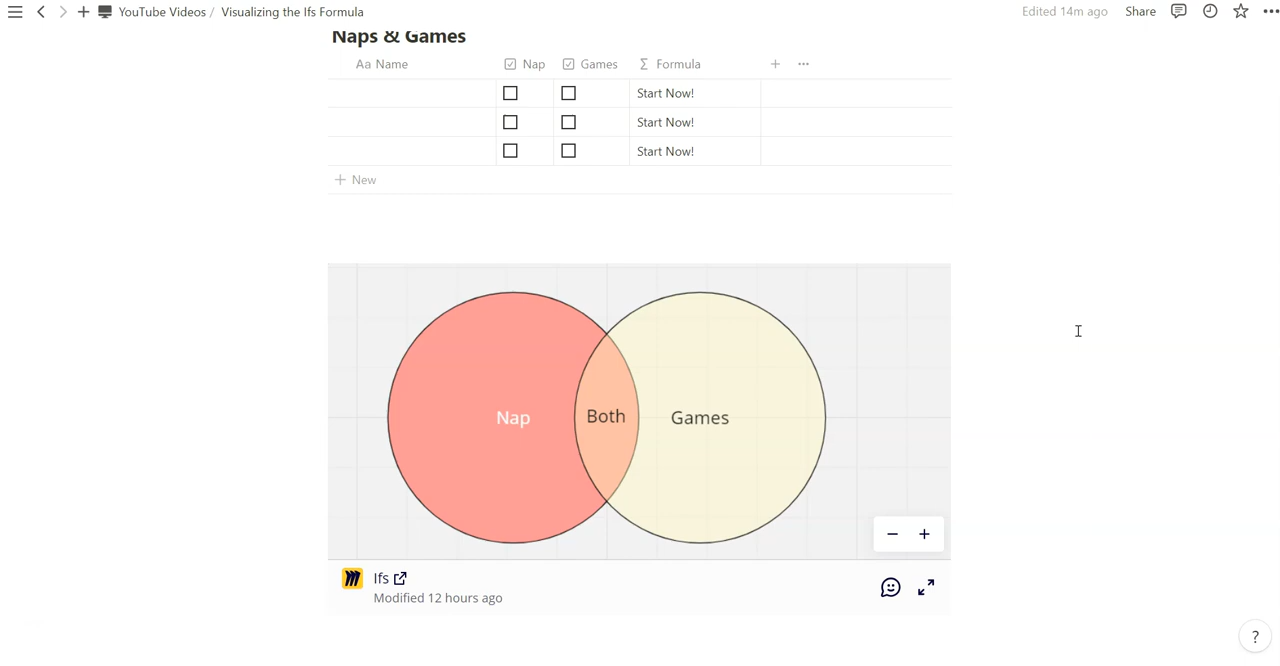 YouTube Videos / Visualizing the Ifs Formula
Edited 14m ago Share
Naps & Games
Aa Name Nap Games Σ Formula
Start Now!
Start Now!
Start Now!
+ New
Nap Both Games
Ifs
Modified 12 hours ago
?